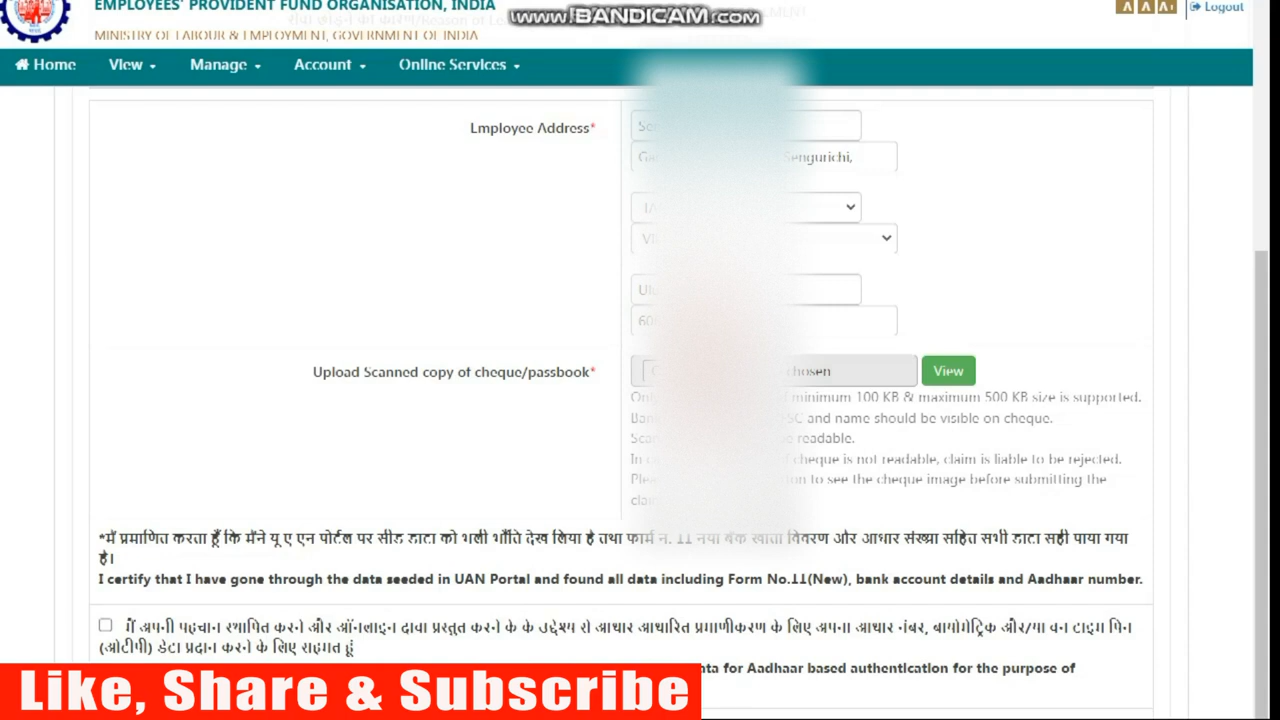 EMPLOYEES' PROVIDENT FUND ORGANISATION, INDIA
WWW.BANDICAM.COM
A A A+
Logout
MINISTRY OF LABOUR & EMPLOYMENT, GOVERNMENT OF INDIA
Home View Manage Account Online Services
Employee Address*
Sengurichi,
Upload Scanned copy of cheque/passbook*
chosen View
minimum 100 KB & maximum 500 KB size is supported.
and name should be visible on cheque.
readable.
cheque is not readable, claim is liable to be rejected.
to see the cheque image before submitting the
*मैं प्रमाणित करता हूँ कि मैंने यू ए एन पोर्टल पर सीड डाटा को भली भाँति देख लिया है तथा फार्म न. 11 नया बैंक खाता विवरण और आधार संख्या सहित सभी डाटा सही पाया गया
है।
I certify that I have gone through the data seeded in UAN Portal and found all data including Form No.11(New), bank account details and Aadhaar number.
मैं अपनी पहचान स्थापित करने और ऑनलाइन दावा प्रस्तुत करने के के उद्देश्य से आधार आधारित प्रमाणीकरण के लिए अपना आधार नंबर, बायोमेट्रिक और/या वन टाइम पिन
(ओटीपी) डेटा प्रदान करने के लिए सहमत हूं
for Aadhaar based authentication for the purpose of
Like, Share & Subscribe